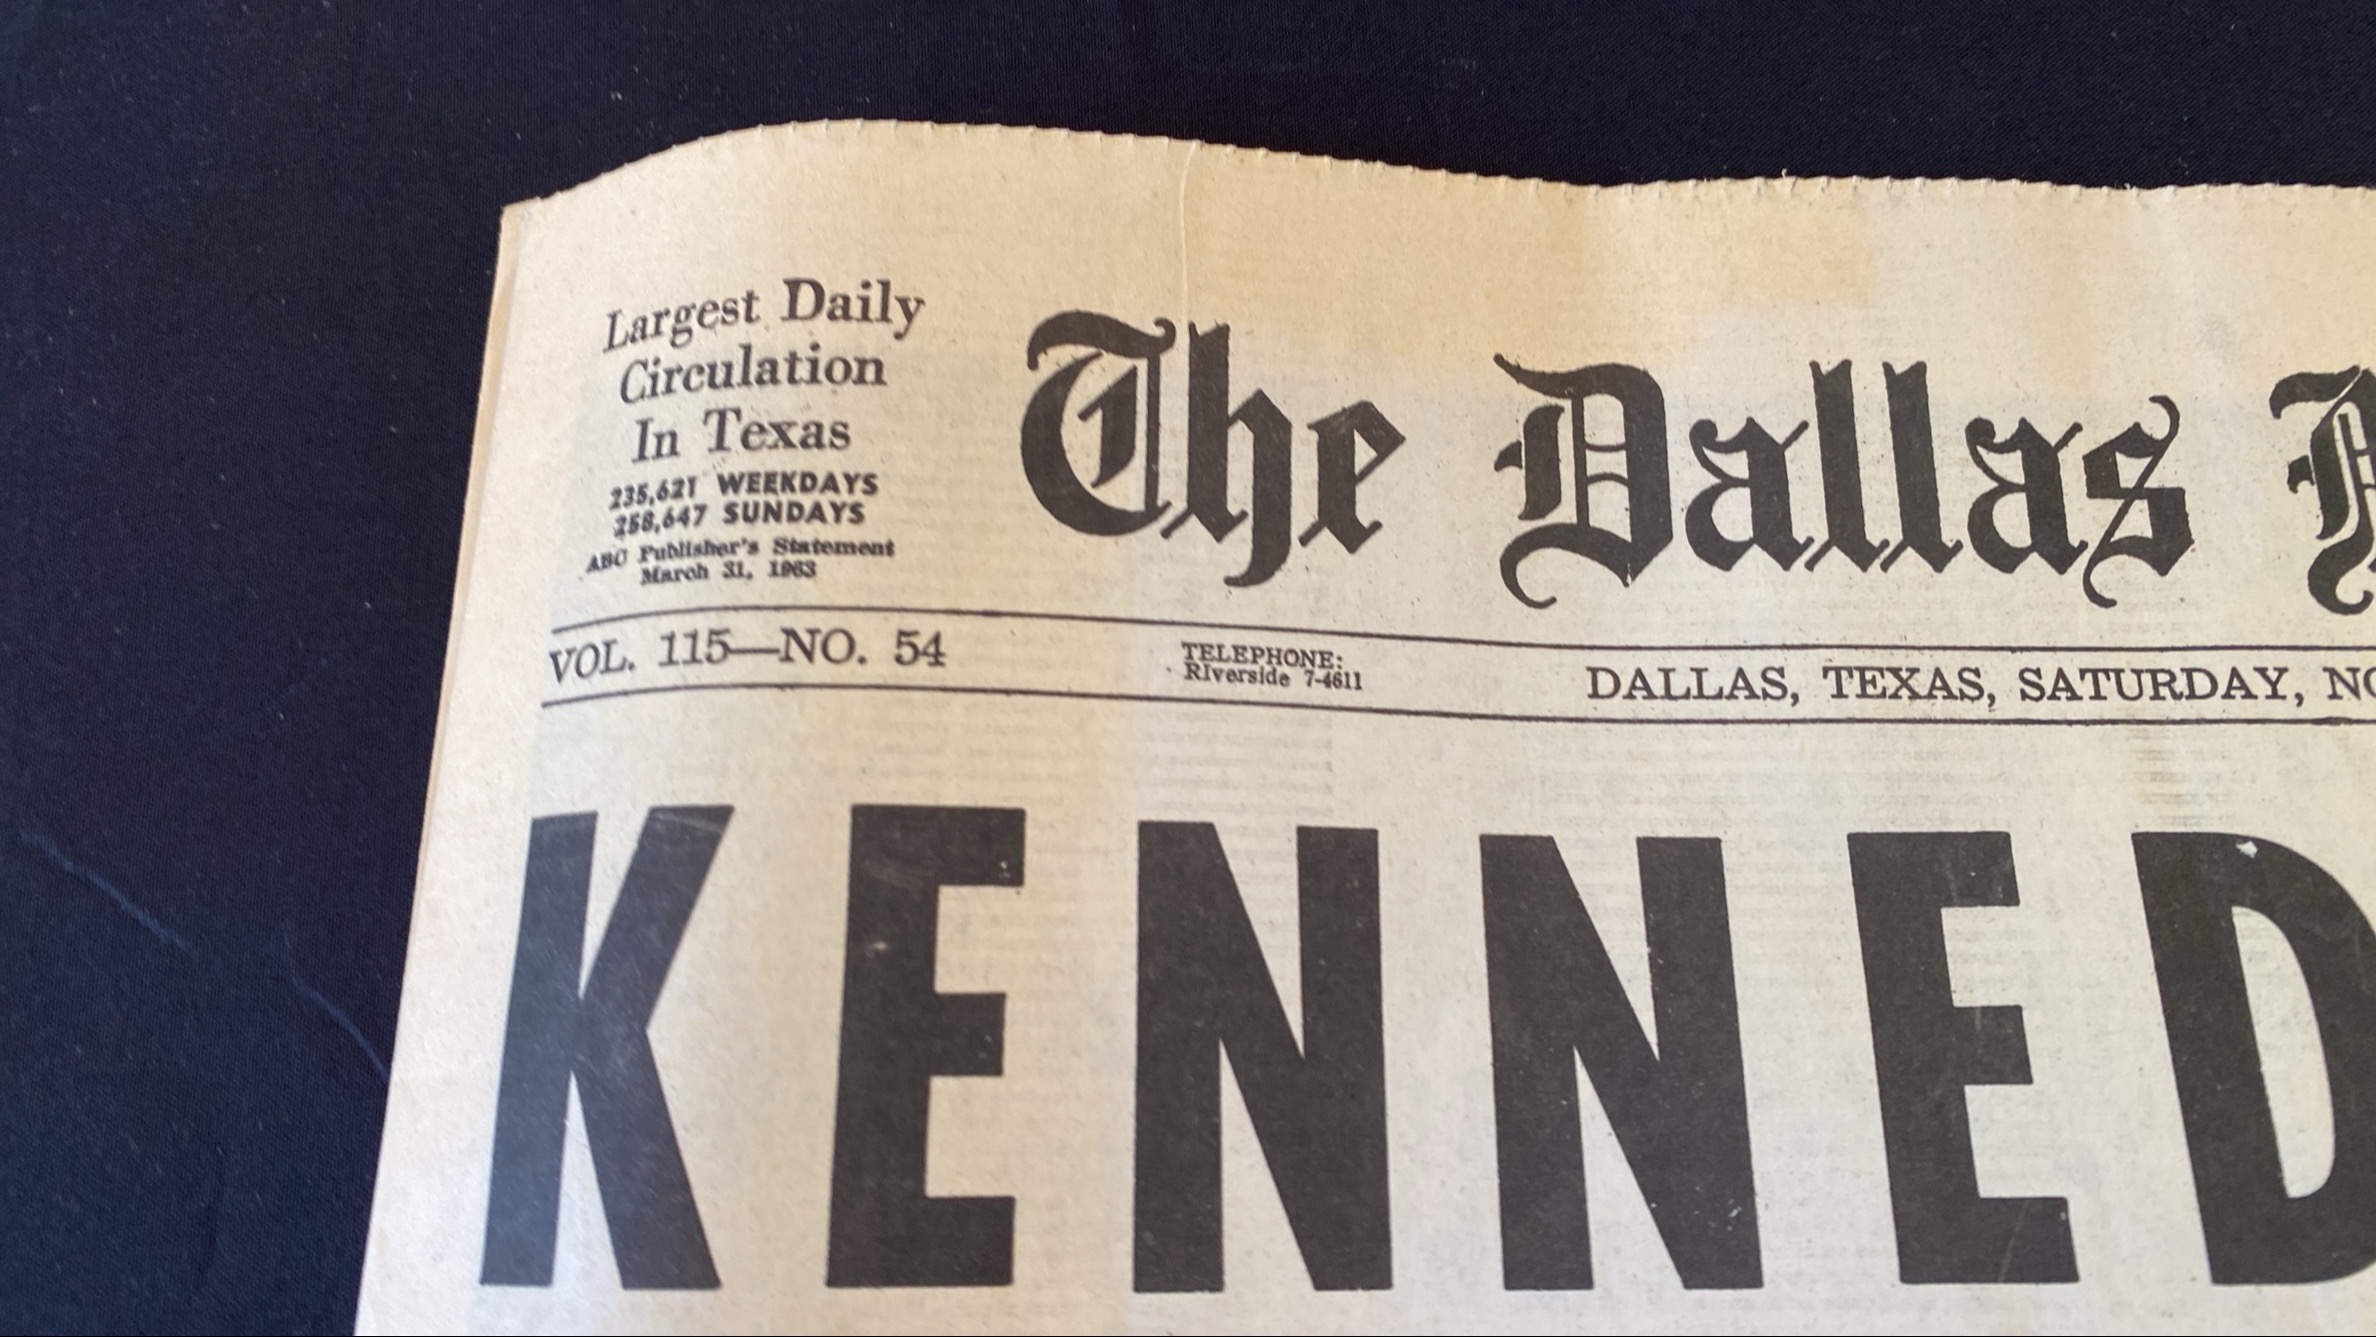 Largest Daily
Circulation
In Texas
235,621 WEEKDAYS
258,647 SUNDAYS
ABC Publisher's Statement
March 31, 1963
The Dallas N
VOL. 115—NO. 54
TELEPHONE:
RIverside 7-4611
DALLAS, TEXAS, SATURDAY, NO
KENNED